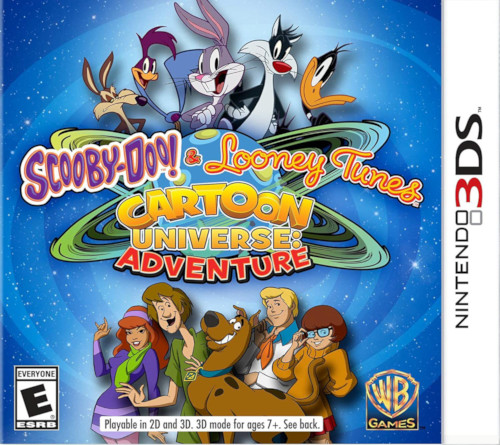 SCOOBY-DOO! & Looney Tunes
CARTOON
UNIVERSE:
ADVENTURE
NINTENDO 3DS
EVERYONE
E
ESRB
Playable in 2D and 3D. 3D mode for ages 7+. See back.
WB
GAMES